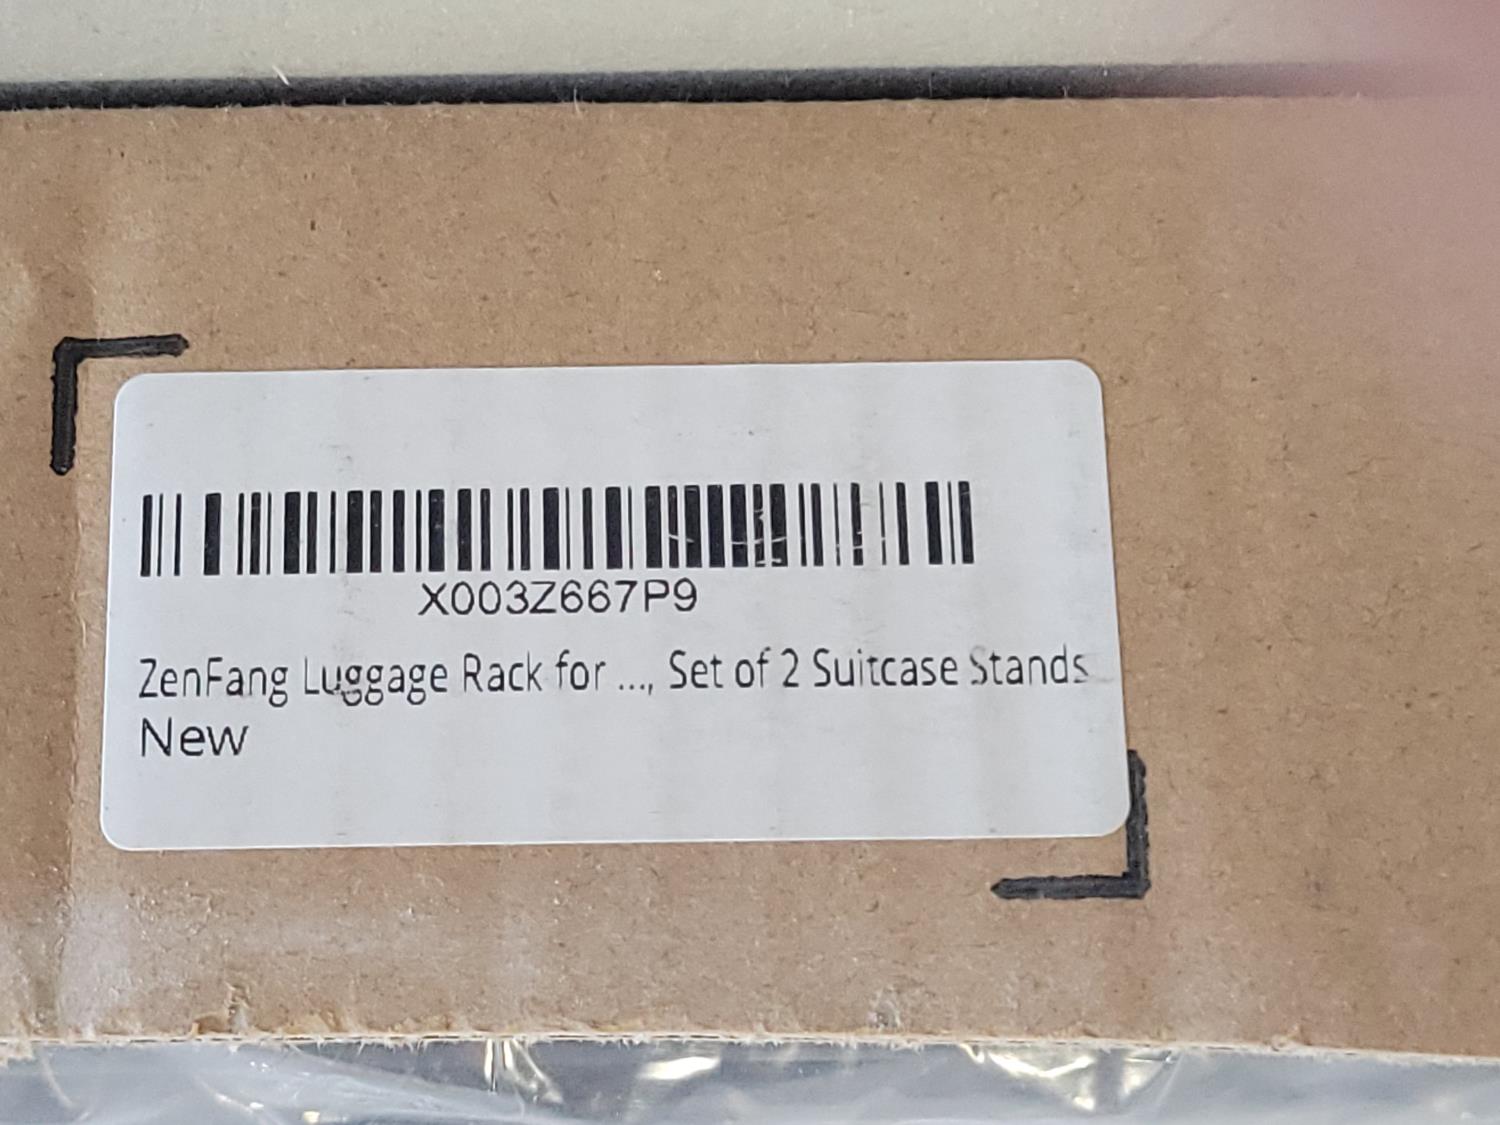 X003Z667P9
ZenFang Luggage Rack for ..., Set of 2 Suitcase Stands
New